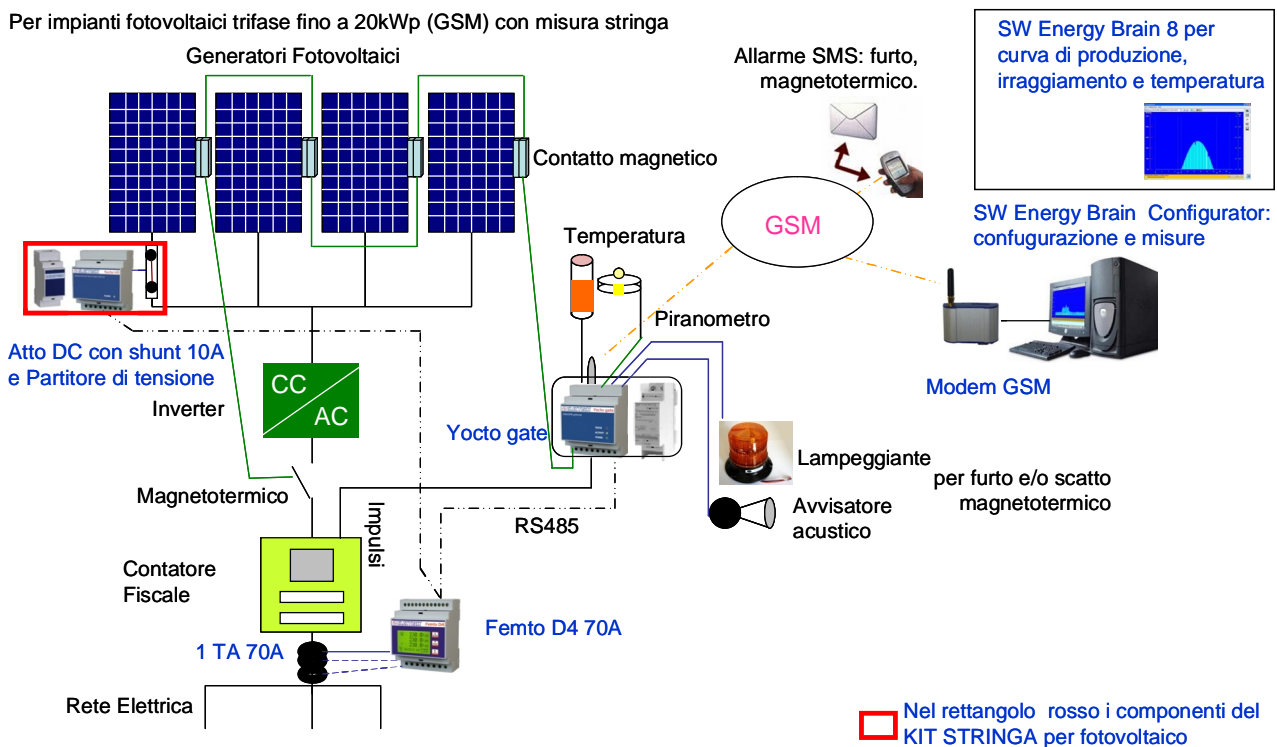 Per impianti fotovoltaici trifase fino a 20kWp (GSM) con misura stringa
Generatori Fotovoltaici
Allarme SMS: furto,
magnetotermico.
SW Energy Brain 8 per
curva di produzione,
irraggiamento e temperatura
Contatto magnetico
SW Energy Brain Configurator:
confugurazione e misure
GSM
Temperatura
Piranometro
Atto DC con shunt 10A
e Partitore di tensione
Inverter
CC
AC
Modem GSM
Yocto gate
Lampeggiante
per furto e/o scatto
magnetotermico
Magnetotermico
Avvisatore
acustico
Impulsi
RS485
Contatore
Fiscale
Femto D4 70A
1 TA 70A
Rete Elettrica
Nel rettangolo rosso i componenti del
KIT STRINGA per fotovoltaico